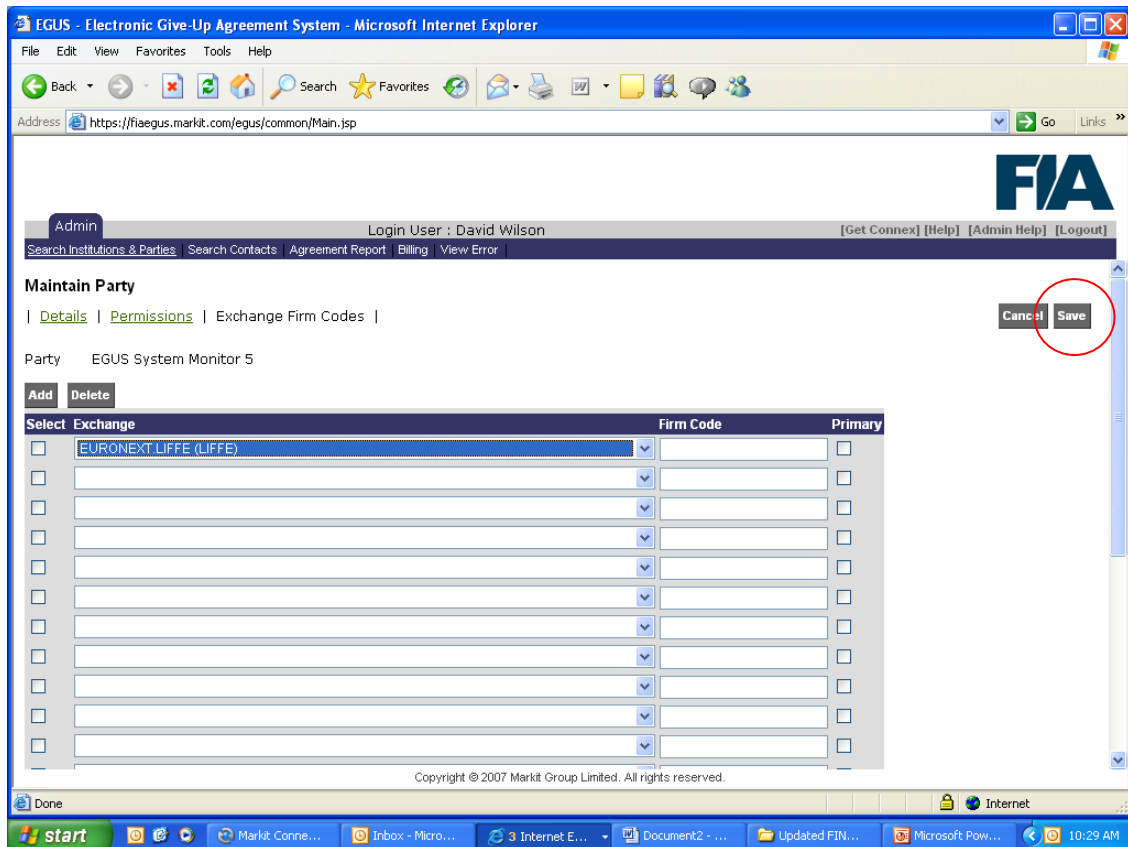 EGUS - Electronic Give-Up Agreement System - Microsoft Internet Explorer
File Edit View Favorites Tools Help
Back Search Favorites
Address https://fiaegus.markit.com/egus/common/Main.jsp Go Links »
FIA
Admin Login User : David Wilson [Get Connex] [Help] [Admin Help] [Logout]
Search Institutions & Parties | Search Contacts | Agreement Report | Billing | View Error |
Maintain Party
| Details | Permissions | Exchange Firm Codes | Cancel Save
Party EGUS System Monitor 5
Add Delete
Select Exchange Firm Code Primary
EURONEXT.LIFFE (LIFFE)
Copyright © 2007 Markit Group Limited. All rights reserved.
Done Internet
start Markit Conne... Inbox - Micro... 3 Internet E... Document2 - ... Updated FIN... Microsoft Pow... 10:29 AM